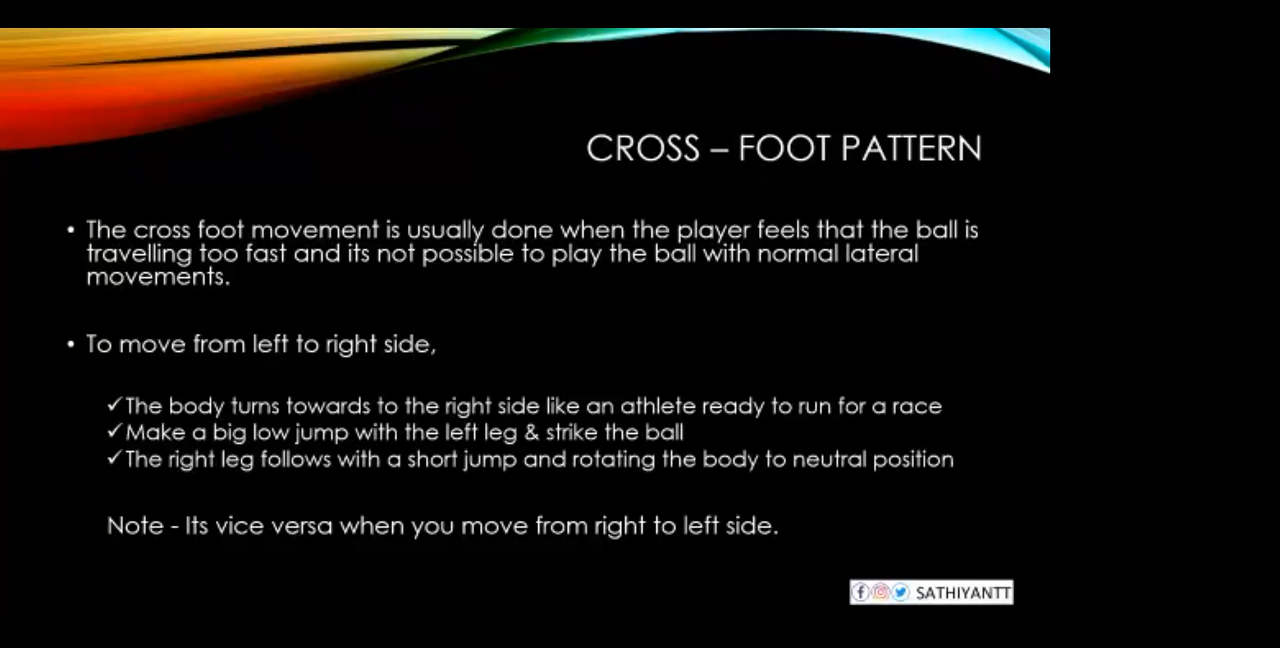 CROSS – FOOT PATTERN
• The cross foot movement is usually done when the player feels that the ball is
travelling too fast and its not possible to play the ball with normal lateral
movements.
• To move from left to right side,
✓The body turns towards to the right side like an athlete ready to run for a race
✓Make a big low jump with the left leg & strike the ball
✓The right leg follows with a short jump and rotating the body to neutral position
Note - Its vice versa when you move from right to left side.
SATHIYANTT